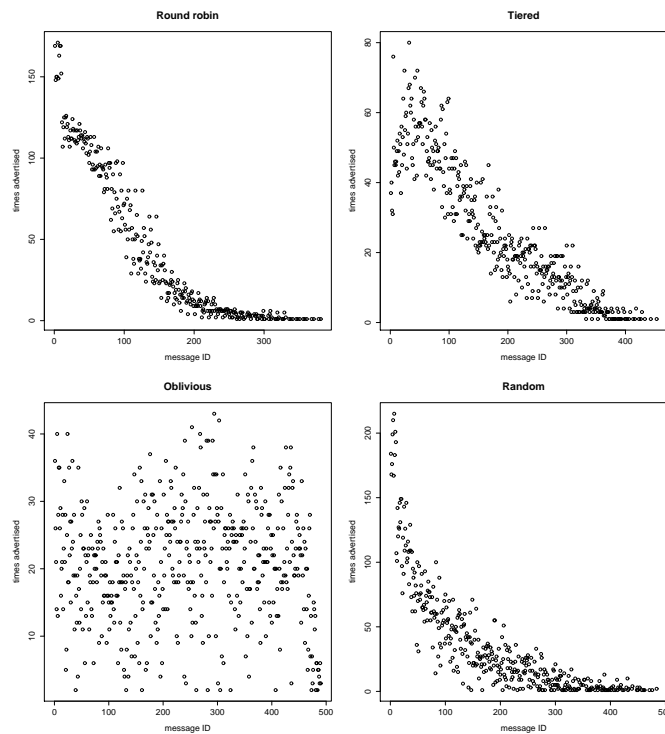 Round robin
times advertised
0 50 100 150
0 100 200 300
message ID
Tiered
times advertised
0 20 40 60 80
0 100 200 300 400
message ID
Oblivious
times advertised
10 20 30 40
0 100 200 300 400 500
message ID
Random
times advertised
0 50 100 150 200
0 100 200 300 400 500
message ID